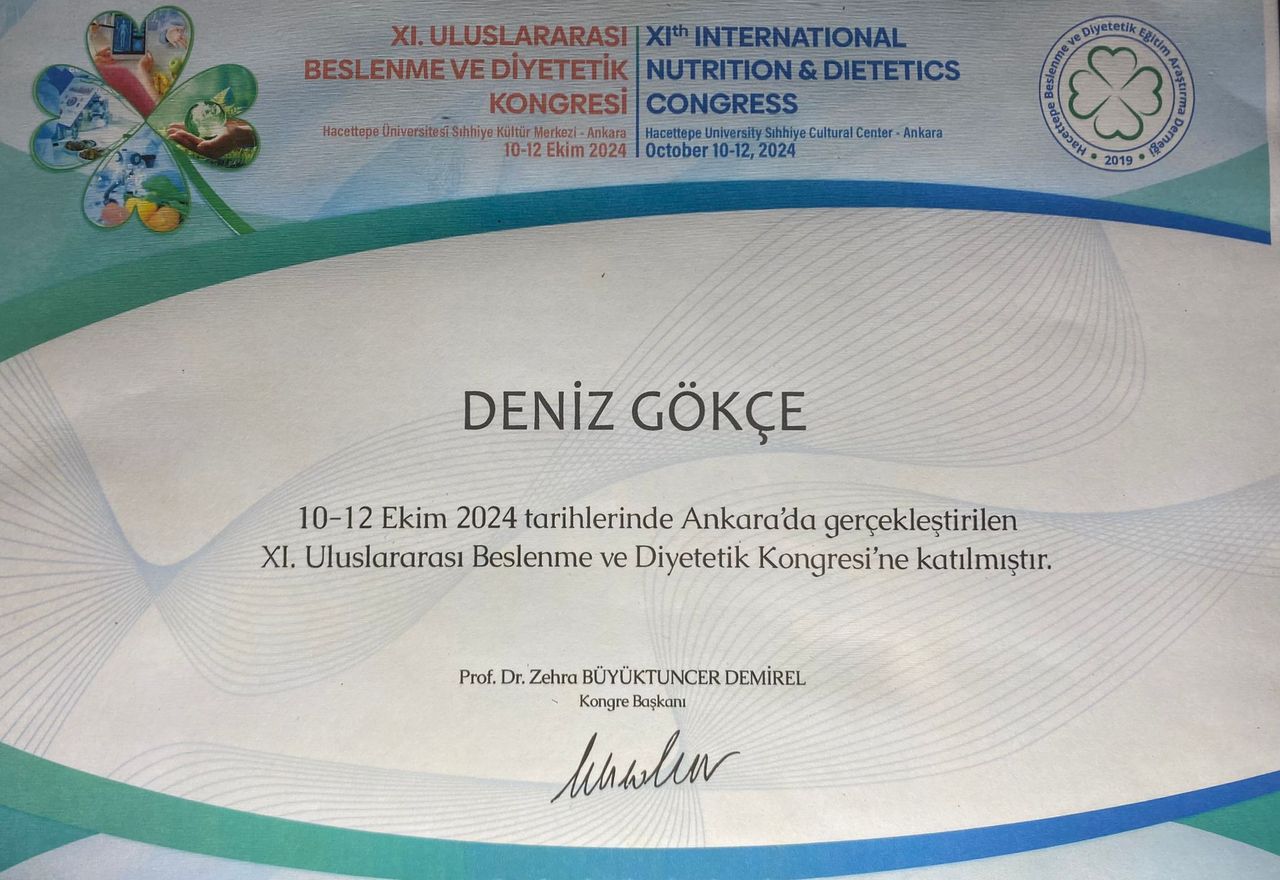 XI. ULUSLARARASI
BESLENME VE DİYETETİK
KONGRESİ
Hacettepe Üniversitesi Sıhhiye Kültür Merkezi - Ankara
10-12 Ekim 2024
XIth INTERNATIONAL
NUTRITION & DIETETICS
CONGRESS
Hacettepe University Sıhhiye Cultural Center - Ankara
October 10-12, 2024
Hacettepe Beslenme ve Diyetetik Eğitim Araştırma Derneği
• 2019 •
DENİZ GÖKÇE
10-12 Ekim 2024 tarihlerinde Ankara’da gerçekleştirilen
XI. Uluslararası Beslenme ve Diyetetik Kongresi’ne katılmıştır.
Prof. Dr. Zehra BÜYÜKTUNCER DEMİREL
Kongre Başkanı